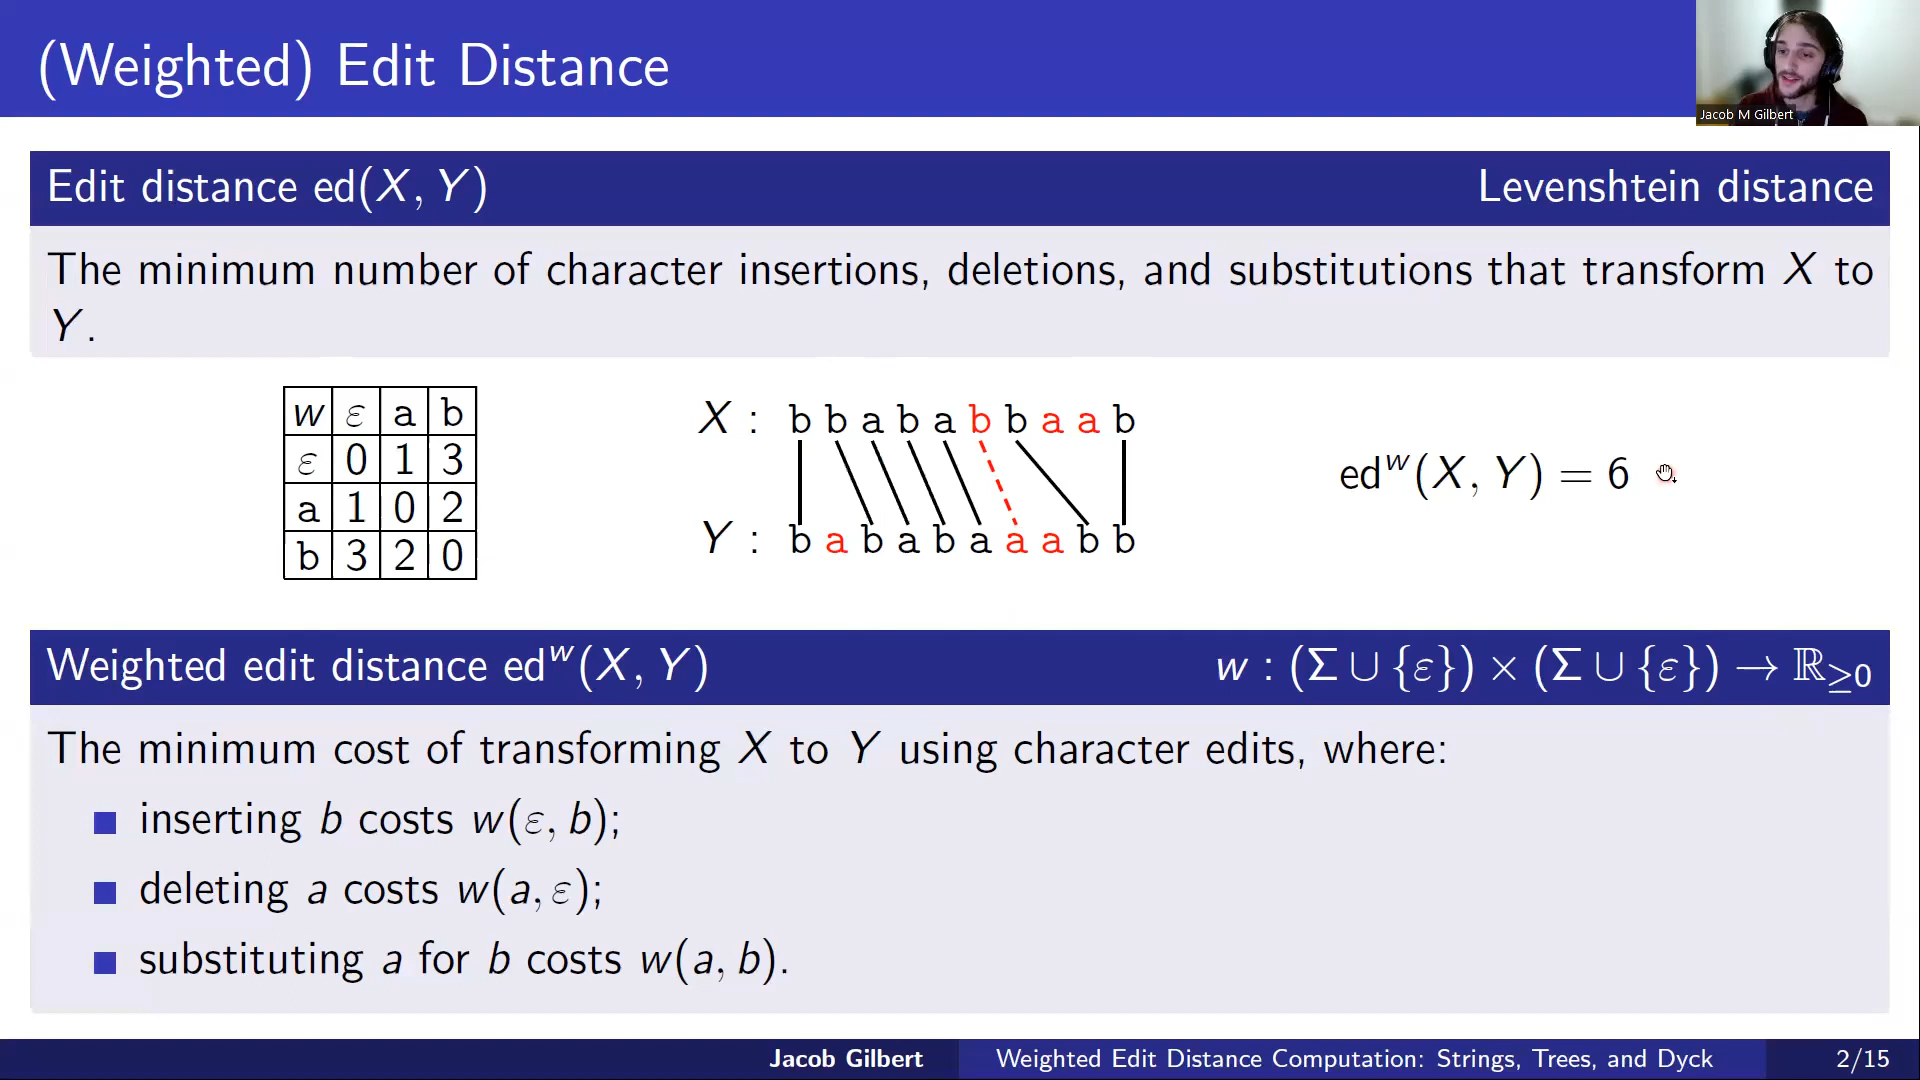 (Weighted) Edit Distance
Jacob M Gilbert
Edit distance ed(X, Y) Levenshtein distance
The minimum number of character insertions, deletions, and substitutions that transform X to
Y.
w ε a b
ε 0 1 3
a 1 0 2
b 3 2 0
X : b b a b a b b a a b
Y : b a b a b a a a b b
edʷ(X, Y) = 6
Weighted edit distance edʷ(X, Y) w : (Σ ∪ {ε}) × (Σ ∪ {ε}) → ℝ≥0
The minimum cost of transforming X to Y using character edits, where:
inserting b costs w(ε, b);
deleting a costs w(a, ε);
substituting a for b costs w(a, b).
Jacob Gilbert Weighted Edit Distance Computation: Strings, Trees, and Dyck 2/15